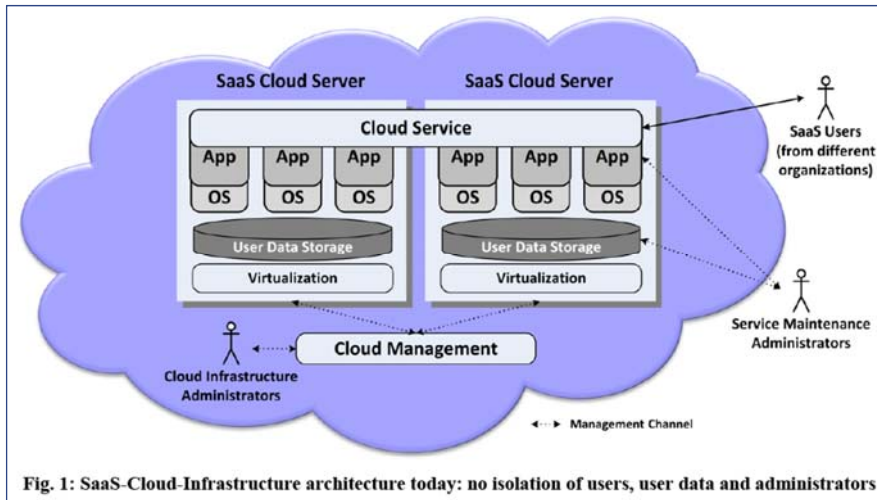 SaaS Cloud Server
SaaS Cloud Server
Cloud Service
App
App
App
App
App
App
OS
OS
OS
OS
OS
OS
User Data Storage
User Data Storage
Virtualization
Virtualization
SaaS Users
(from different
organizations)
Service Maintenance
Administrators
Cloud Management
Cloud Infrastructure
Administrators
Management Channel
Fig. 1: SaaS-Cloud-Infrastructure architecture today: no isolation of users, user data and administrators